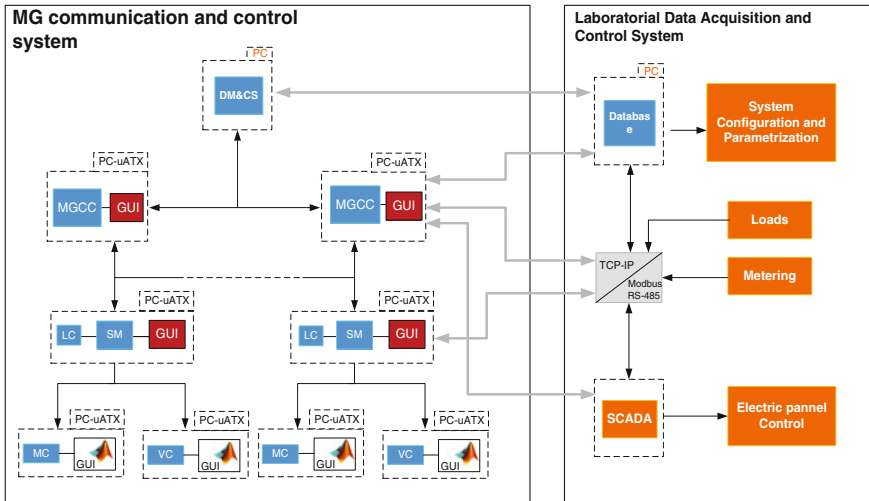 MG communication and control
system
Laboratorial Data Acquisition and
Control System
PC
DM&CS
PC
Databas
e
System
Configuration and
Parametrization
PC-uATX
MGCC
GUI
PC-uATX
MGCC
GUI
Loads
TCP-IP
Modbus
RS-485
Metering
PC-uATX
LC
SM
GUI
PC-uATX
LC
SM
GUI
SCADA
Electric pannel
Control
PC-uATX
MC
GUI
PC-uATX
VC
GUI
PC-uATX
MC
GUI
PC-uATX
VC
GUI